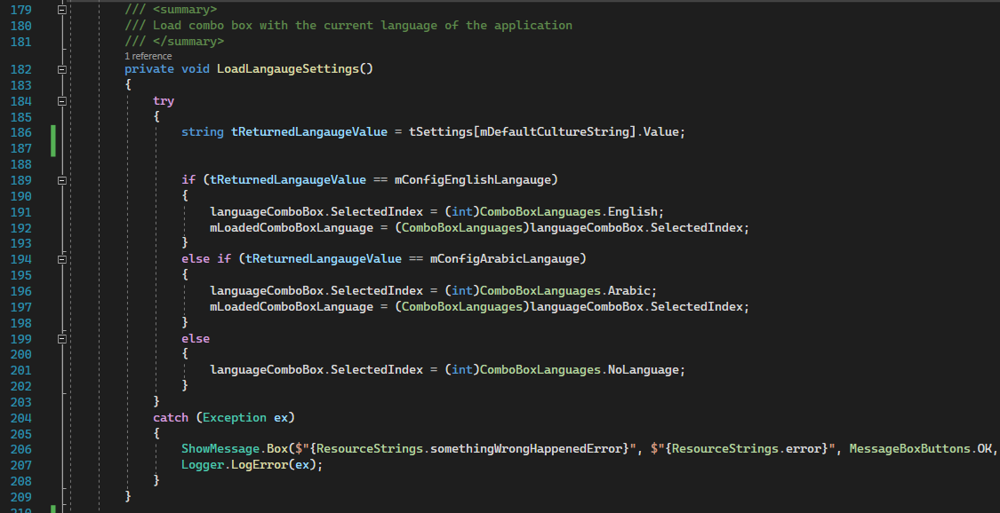 179 /// <summary>
180 /// Load combo box with the current language of the application
181 /// </summary>
1 reference
182 private void LoadLangaugeSettings()
183 {
184 try
185 {
186 string tReturnedLangaugeValue = tSettings[mDefaultCultureString].Value;
187
188
189 if (tReturnedLangaugeValue == mConfigEnglishLangauge)
190 {
191 languageComboBox.SelectedIndex = (int)ComboBoxLanguages.English;
192 mLoadedComboBoxLanguage = (ComboBoxLanguages)languageComboBox.SelectedIndex;
193 }
194 else if (tReturnedLangaugeValue == mConfigArabicLangauge)
195 {
196 languageComboBox.SelectedIndex = (int)ComboBoxLanguages.Arabic;
197 mLoadedComboBoxLanguage = (ComboBoxLanguages)languageComboBox.SelectedIndex;
198 }
199 else
200 {
201 languageComboBox.SelectedIndex = (int)ComboBoxLanguages.NoLanguage;
202 }
203 }
204 catch (Exception ex)
205 {
206 ShowMessage.Box($"{ResourceStrings.somethingWrongHappenedError}", $"{ResourceStrings.error}", MessageBoxButtons.OK,
207 Logger.LogError(ex);
208 }
209 }
210